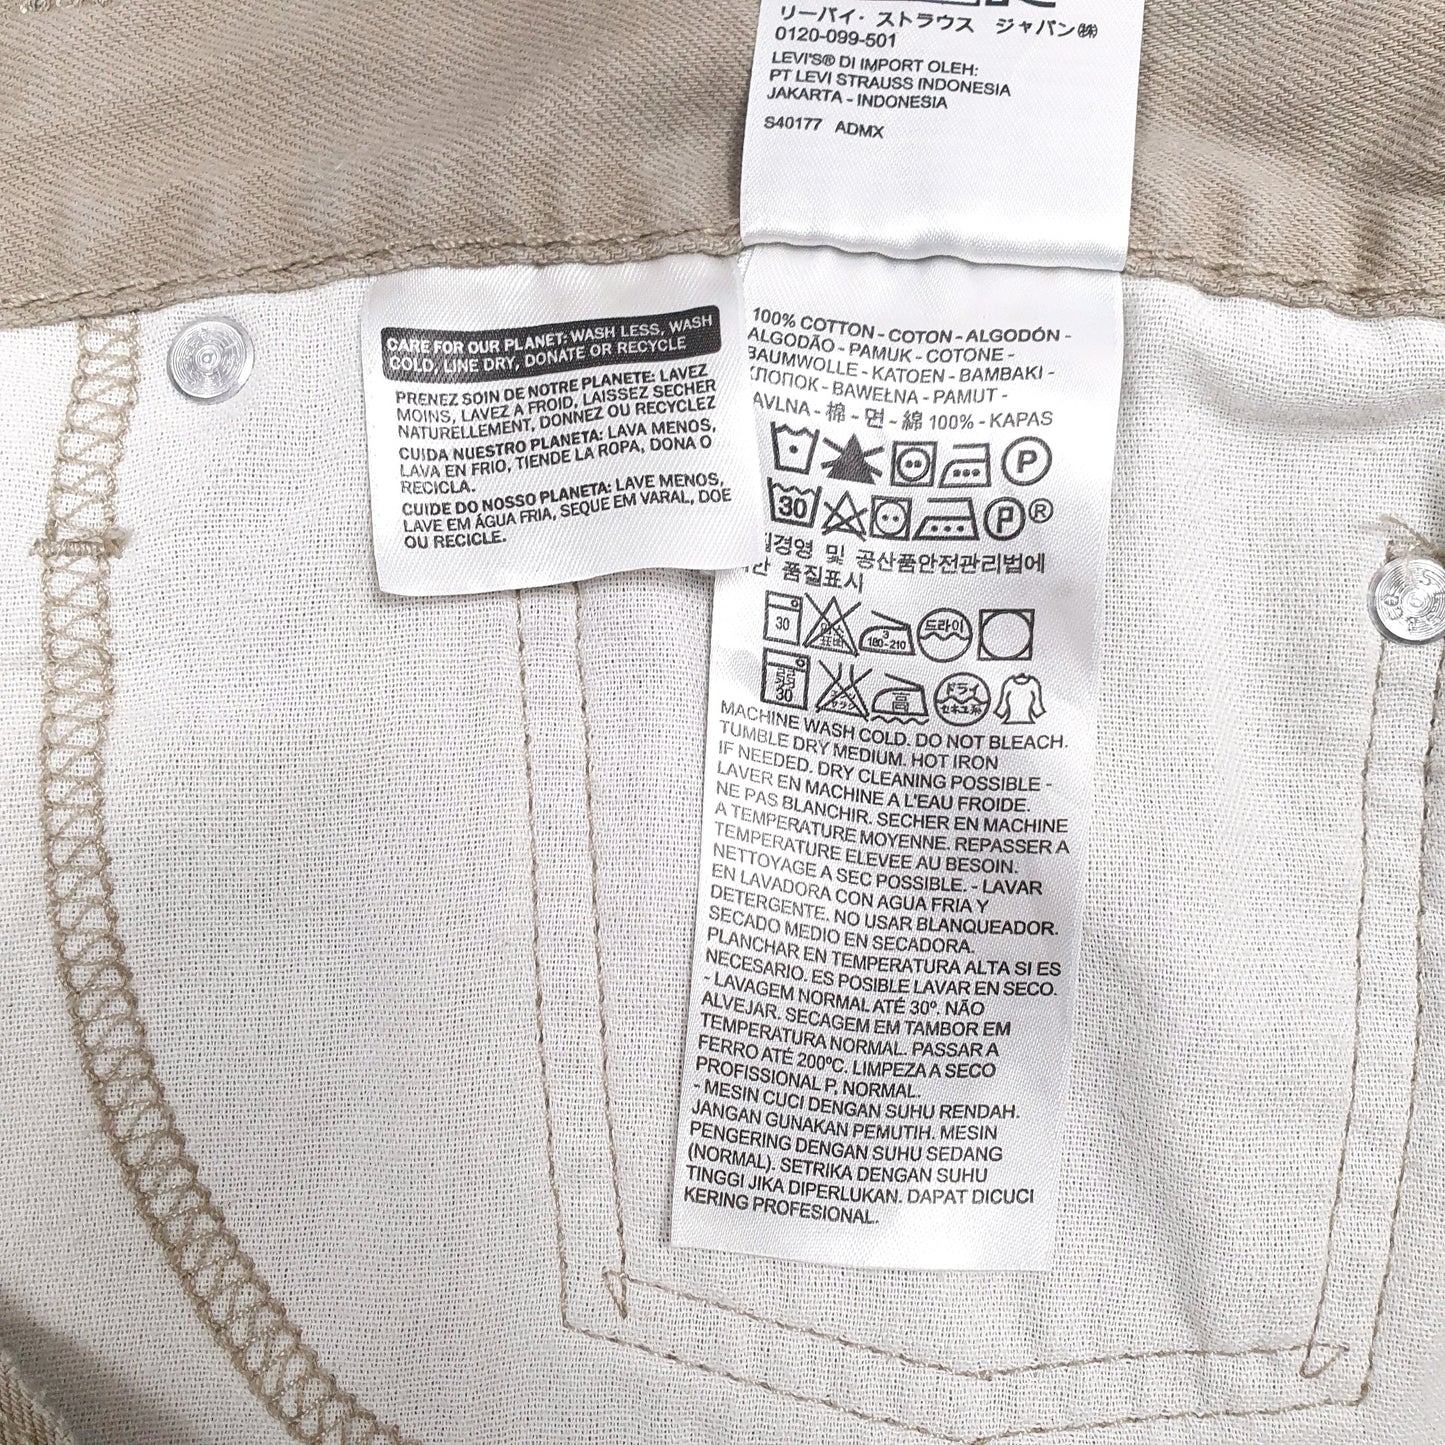 リーバイ・ストラウス ジャパン㈱
0120-099-501
LEVI'S® DI IMPORT OLEH:
PT LEVI STRAUSS INDONESIA
JAKARTA - INDONESIA
S40177 ADMX
CARE FOR OUR PLANET: WASH LESS, WASH
COLD, LINE DRY, DONATE OR RECYCLE
PRENEZ SOIN DE NOTRE PLANETE: LAVEZ
MOINS, LAVEZ A FROID, LAISSEZ SECHER
NATURELLEMENT, DONNEZ OU RECYCLEZ
CUIDA NUESTRO PLANETA: LAVA MENOS,
LAVA EN FRIO, TIENDE LA ROPA, DONA O
RECICLA.
CUIDE DO NOSSO PLANETA: LAVE MENOS,
LAVE EM ÁGUA FRIA, SEQUE EM VARAL, DOE
OU RECICLE.
100% COTTON - COTON - ALGODÓN -
ALGODÃO - PAMUK - COTONE -
BAUMWOLLE - KATOEN - BAMBAKI -
ХЛОПОК - BAWEŁNA - PAMUT -
AVLNA - 棉 - 면 - 綿 100% - KAPAS
P
30 P®
질경영 및 공산품안전관리법에
품질표시
30 표백 3 180-210 드라이
弱 30 高 ドライ セキユ系
MACHINE WASH COLD. DO NOT BLEACH.
TUMBLE DRY MEDIUM. HOT IRON
IF NEEDED. DRY CLEANING POSSIBLE -
LAVER EN MACHINE A L'EAU FROIDE.
NE PAS BLANCHIR. SECHER EN MACHINE
A TEMPERATURE MOYENNE. REPASSER A
TEMPERATURE ELEVEE AU BESOIN.
NETTOYAGE A SEC POSSIBLE. - LAVAR
EN LAVADORA CON AGUA FRIA Y
DETERGENTE. NO USAR BLANQUEADOR.
SECADO MEDIO EN SECADORA.
PLANCHAR EN TEMPERATURA ALTA SI ES
NECESARIO. ES POSIBLE LAVAR EN SECO.
- LAVAGEM NORMAL ATÉ 30º. NÃO
ALVEJAR. SECAGEM EM TAMBOR EM
TEMPERATURA NORMAL. PASSAR A
FERRO ATÉ 200ºC. LIMPEZA A SECO
PROFISSIONAL P. NORMAL.
- MESIN CUCI DENGAN SUHU RENDAH.
JANGAN GUNAKAN PEMUTIH. MESIN
PENGERING DENGAN SUHU SEDANG
(NORMAL). SETRIKA DENGAN SUHU
TINGGI JIKA DIPERLUKAN. DAPAT DICUCI
KERING PROFESIONAL.